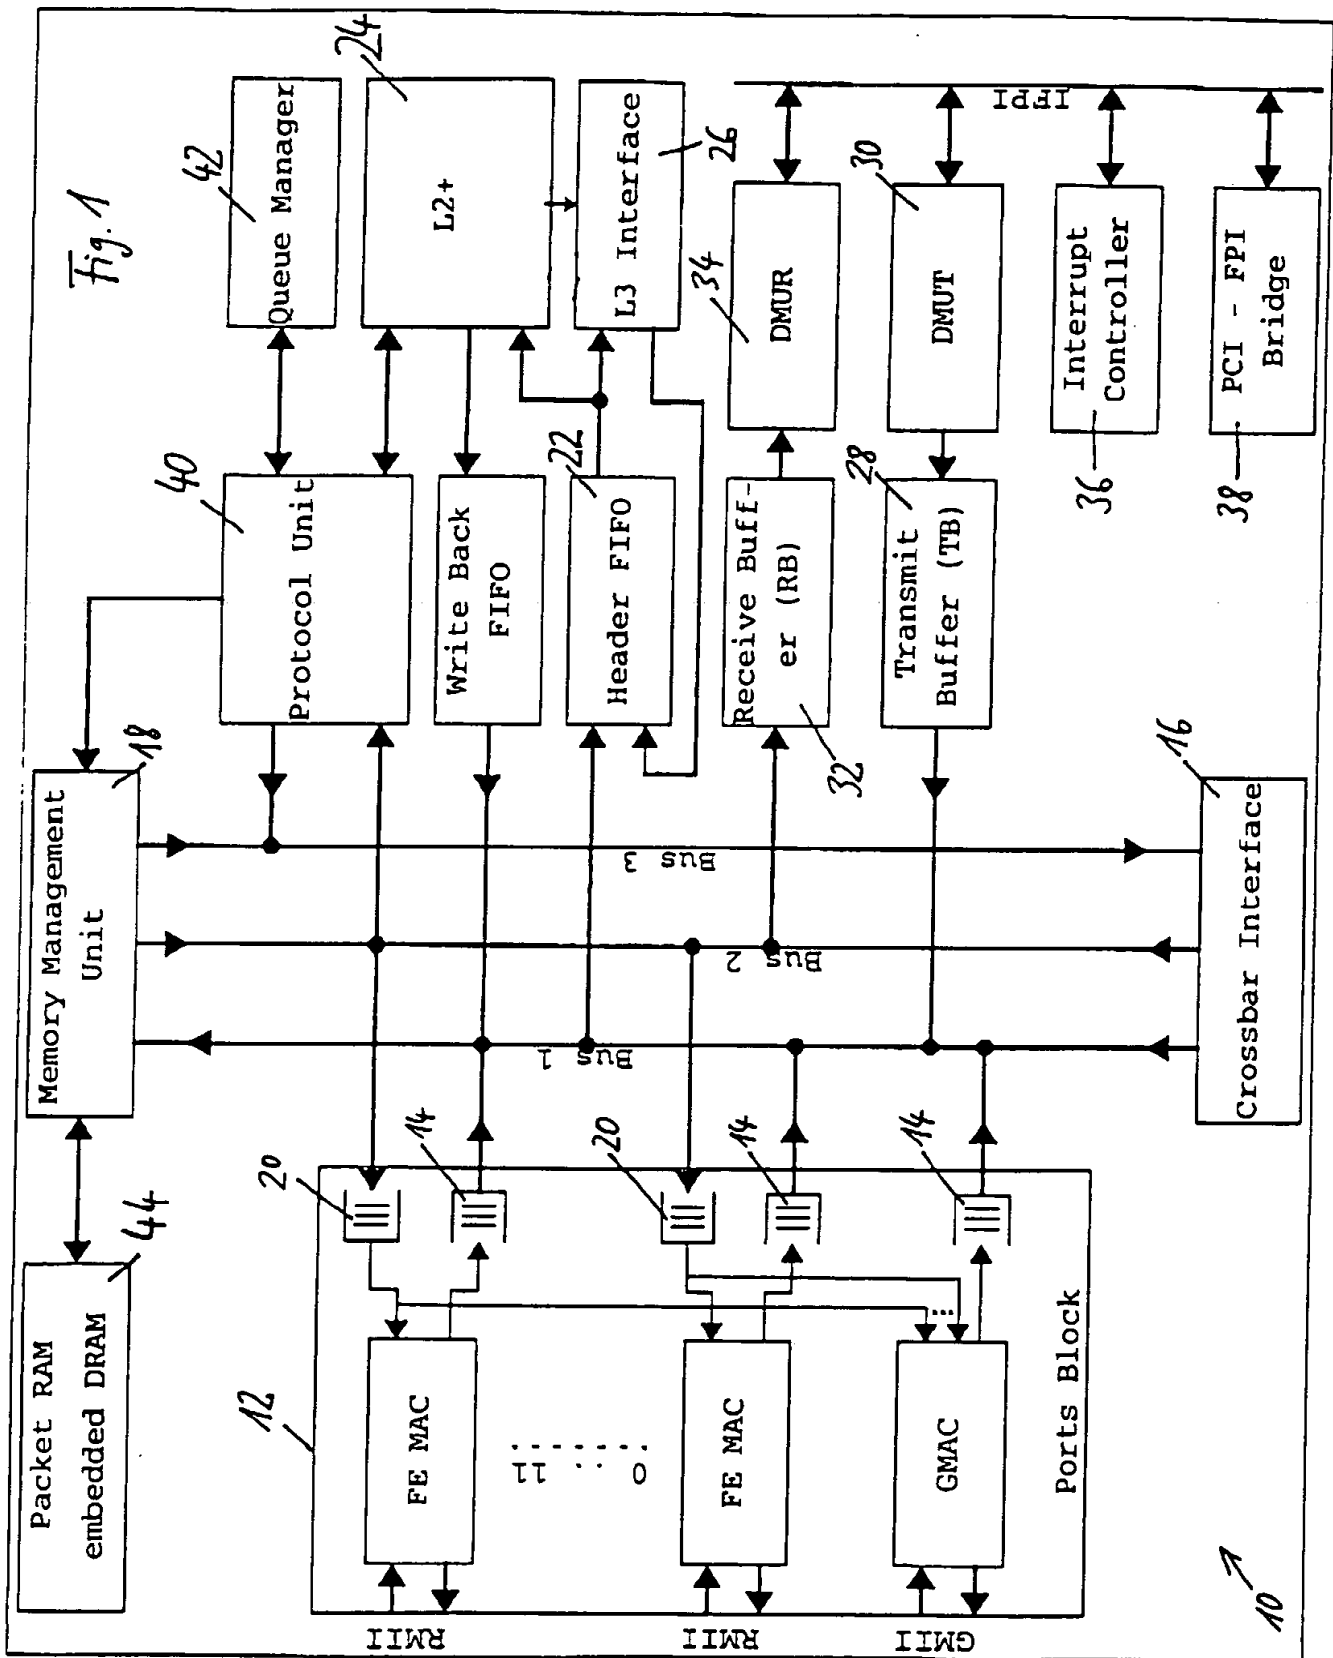 Fig. 1
Packet RAM
embedded DRAM
44
Memory Management
Unit
18
40
Protocol Unit
42
Queue Manager
24
L2+
Write Back
FIFO
22
Header FIFO
L3 Interface
26
12
20
14
FE MAC
RMII
0 . . 11
20
14
FE MAC
RMII
14
GMAC
GMII
...
Ports Block
Bus 1
Bus 2
Bus 3
Receive Buff-
er (RB)
32
34
DMUR
28
Transmit
Buffer (TB)
30
DMUT
IFPI
Interrupt
Controller
36
PCI - FPI
Bridge
38
16
Crossbar Interface
10